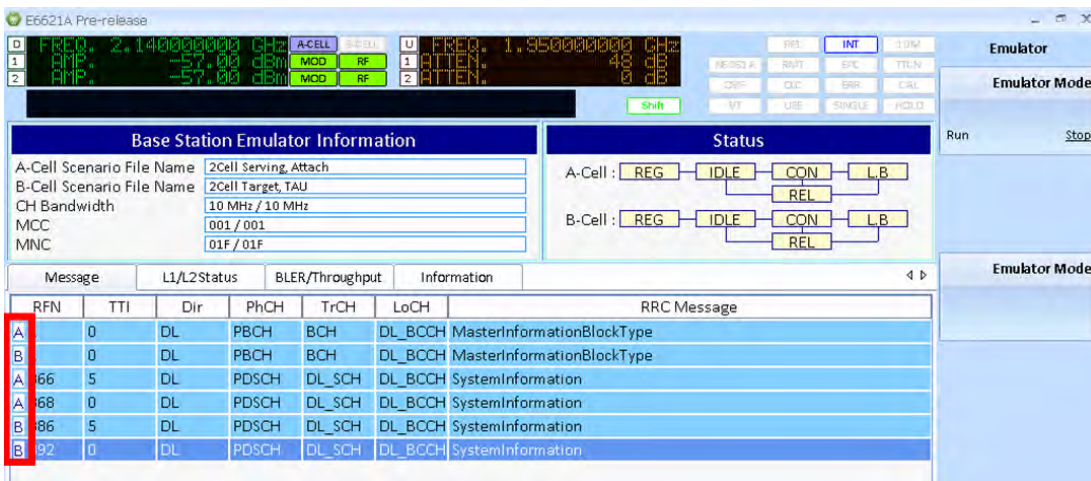 E6621A Pre-release
D FREQ. 2.140000000 GHz A-CELL B-CELL U FREQ. 1.950000000 GHz INT 10M
1 AMP. -57.00 dBm MOD RF 1 ATTEN. 48 dB
2 AMP. -57.00 dBm MOD RF 2 ATTEN. 0 dB CAL
Shift SINGLE HOLD
Emulator
Emulator Mode
Run Stop
Base Station Emulator Information
A-Cell Scenario File Name 2Cell Serving, Attach
B-Cell Scenario File Name 2Cell Target, TAU
CH Bandwidth 10 MHz / 10 MHz
MCC 001 / 001
MNC 01F / 01F
Status
A-Cell : REG IDLE CON L.B
REL
B-Cell : REG IDLE CON L.B
REL
Message L1/L2Status BLER/Throughput Information
Emulator Mode
RFN TTI Dir PhCH TrCH LoCH RRC Message
A 0 DL PBCH BCH DL_BCCH MasterInformationBlockType
B 0 DL PBCH BCH DL_BCCH MasterInformationBlockType
A 5 DL PDSCH DL_SCH DL_BCCH SystemInformation
A 0 DL PDSCH DL_SCH DL_BCCH SystemInformation
B 5 DL PDSCH DL_SCH DL_BCCH SystemInformation
B 0 DL PDSCH DL_SCH DL_BCCH SystemInformation